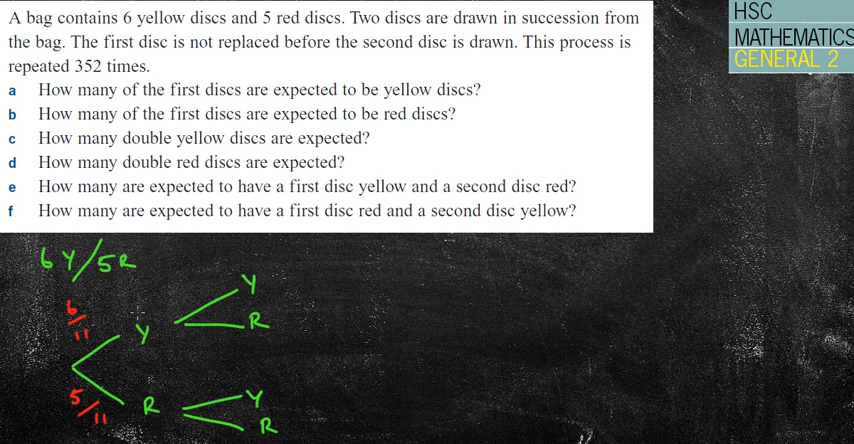 A bag contains 6 yellow discs and 5 red discs. Two discs are drawn in succession from
the bag. The first disc is not replaced before the second disc is drawn. This process is
repeated 352 times.
a How many of the first discs are expected to be yellow discs?
b How many of the first discs are expected to be red discs?
c How many double yellow discs are expected?
d How many double red discs are expected?
e How many are expected to have a first disc yellow and a second disc red?
f How many are expected to have a first disc red and a second disc yellow?
HSC
MATHEMATICS
GENERAL 2
6Y/5R
6/11
Y
Y
R
5/11
R
Y
R